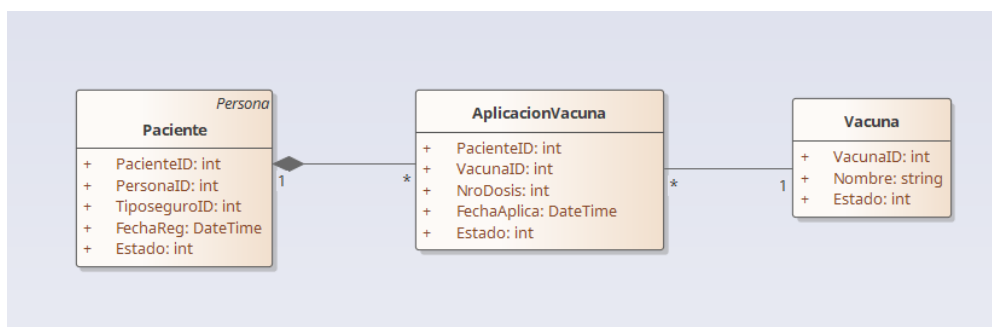 Persona
Paciente
+ PacienteID: int
+ PersonaID: int
+ TiposeguroID: int
+ FechaReg: DateTime
+ Estado: int
1
*
AplicacionVacuna
+ PacienteID: int
+ VacunaID: int
+ NroDosis: int
+ FechaAplica: DateTime
+ Estado: int
*
1
Vacuna
+ VacunaID: int
+ Nombre: string
+ Estado: int